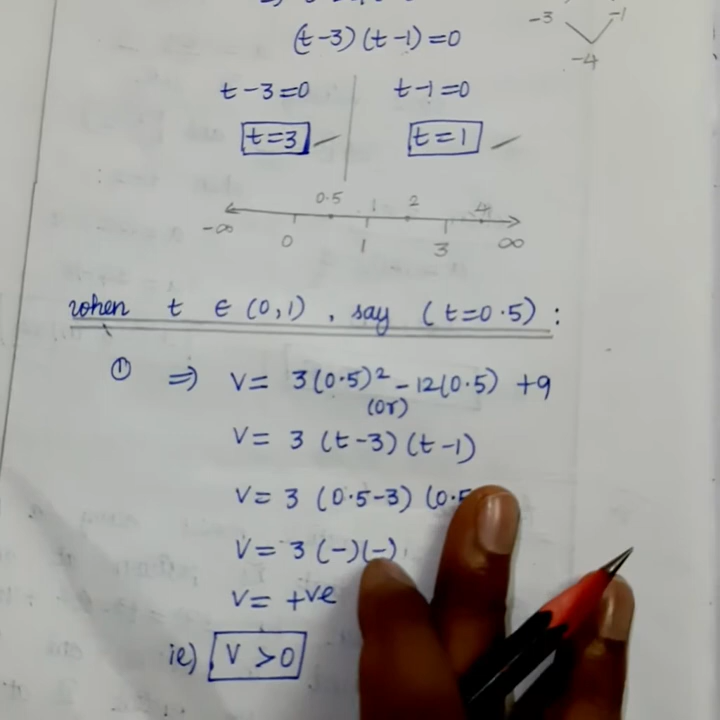 -3 -1
(t-3)(t-1)=0
-4
t-3=0 t-1=0
t=3 t=1
0.5 1 2 4
-∞ 0 1 3 ∞
when t ∈ (0,1), say (t=0.5):
① ⇒ V= 3(0.5)²-12(0.5) +9
(or)
V= 3 (t-3)(t-1)
V= 3 (0.5-3) (0.5
V= 3 (-)(-)
V= +ve
ie) V >0